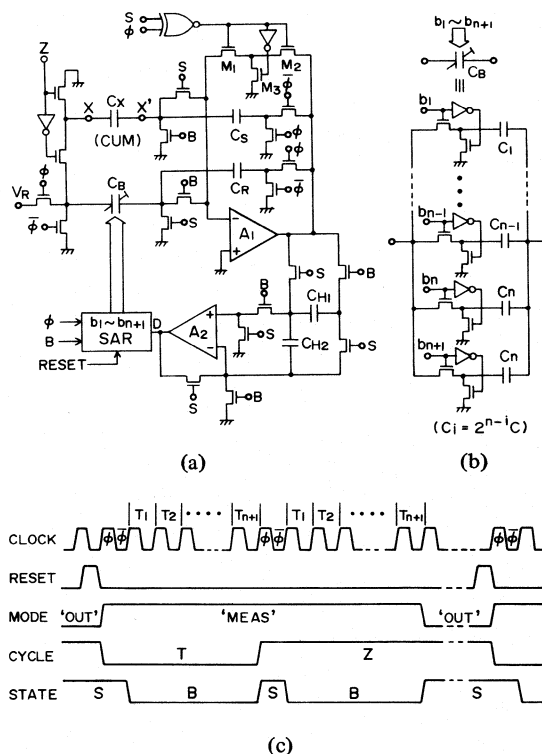 S
ϕ
M1
M2
M3
Z
X
CX
X'
(CUM)
S
CS
ϕ̅
B
ϕ
CR
ϕ̅
ϕ
VR
CB
B
S
ϕ̅
A1
−
+
S
B
B
CH1
S
CH2
S
A2
+
−
D
S
B
b1~bn+1
SAR
ϕ
B
RESET
(a)
b1~bn+1
CB
b1
C1
bn-1
Cn-1
bn
Cn
bn+1
Cn
(Ci = 2^n-i C)
(b)
T1 T2 •••• Tn+1 T1 T2 •••• Tn+1
CLOCK ϕ ϕ̅ ϕ ϕ̅ ϕ ϕ̅
RESET
MODE 'OUT' 'MEAS' 'OUT'
CYCLE T Z
STATE S B S B S
(c)